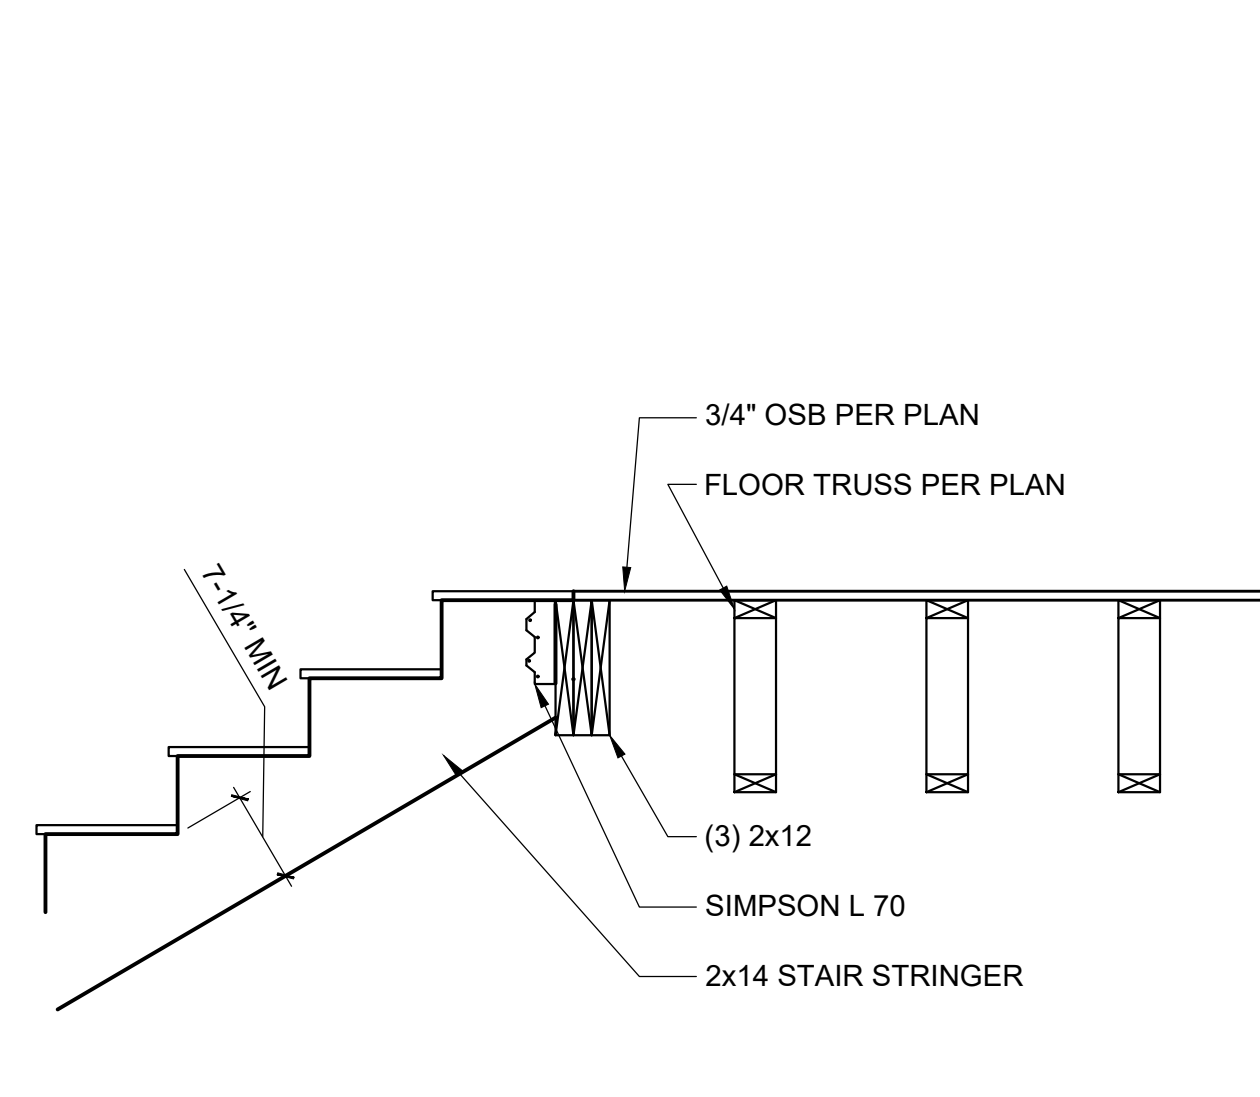 3/4" OSB PER PLAN
FLOOR TRUSS PER PLAN
7-1/4" MIN
(3) 2x12
SIMPSON L 70
2x14 STAIR STRINGER